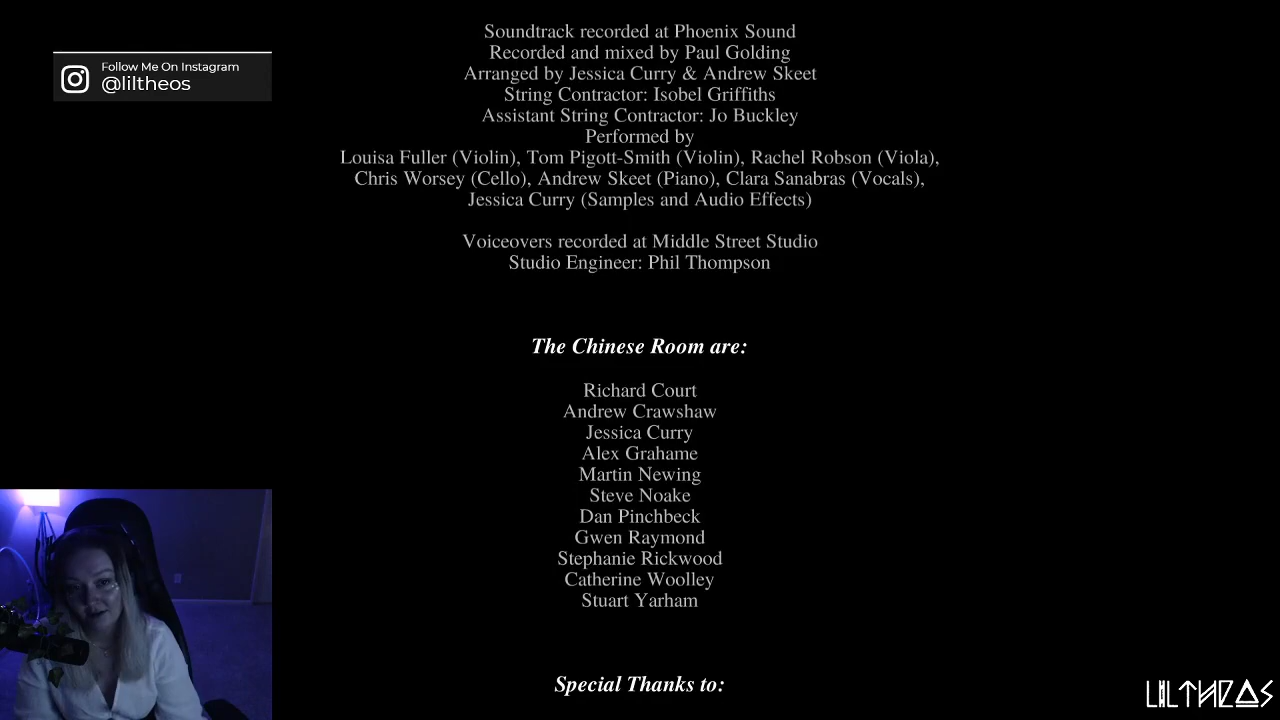 Soundtrack recorded at Phoenix Sound
Recorded and mixed by Paul Golding
Arranged by Jessica Curry & Andrew Skeet
String Contractor: Isobel Griffiths
Assistant String Contractor: Jo Buckley
Performed by
Louisa Fuller (Violin), Tom Pigott-Smith (Violin), Rachel Robson (Viola),
Chris Worsey (Cello), Andrew Skeet (Piano), Clara Sanabras (Vocals),
Jessica Curry (Samples and Audio Effects)
Voiceovers recorded at Middle Street Studio
Studio Engineer: Phil Thompson
The Chinese Room are:
Richard Court
Andrew Crawshaw
Jessica Curry
Alex Grahame
Martin Newing
Steve Noake
Dan Pinchbeck
Gwen Raymond
Stephanie Rickwood
Catherine Woolley
Stuart Yarham
Special Thanks to:
Follow Me On Instagram
@liltheos
LILTHEOS